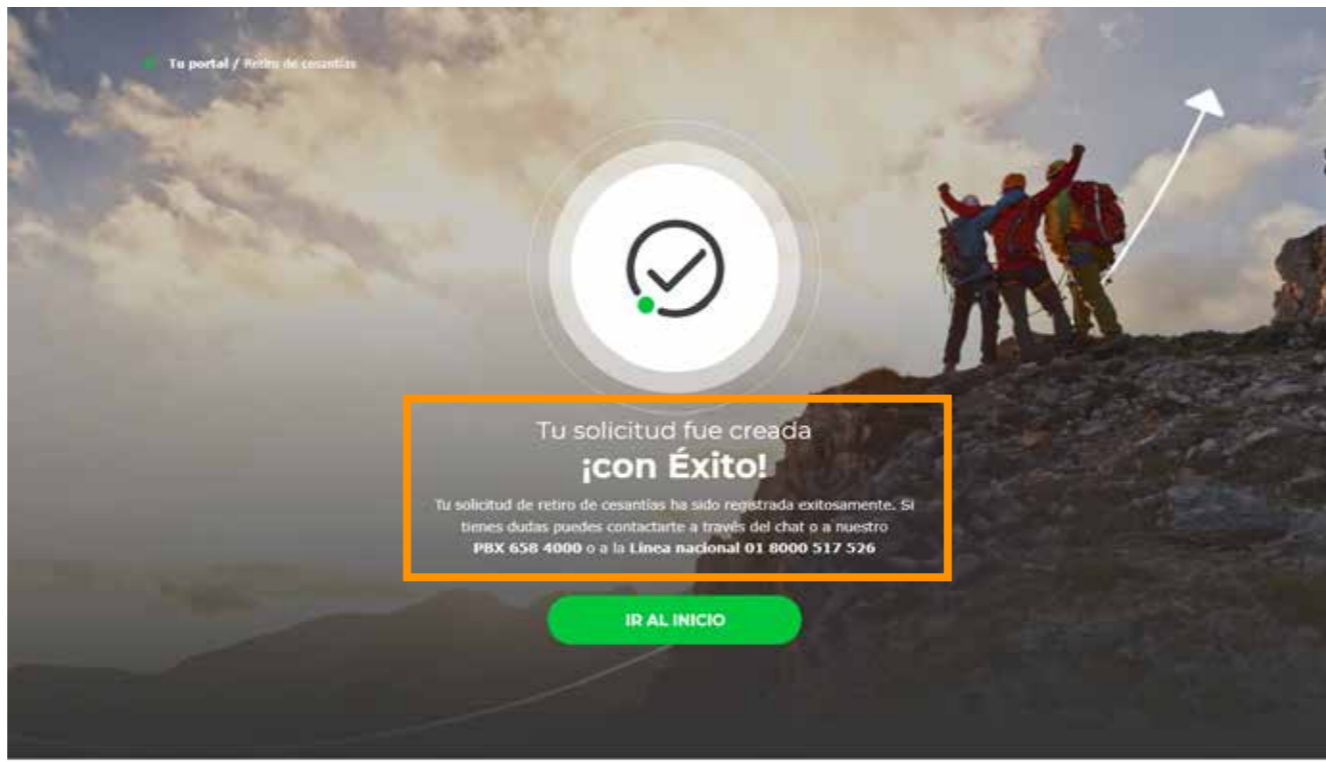 Tu portal / Retiro de cesantías
Tu solicitud fue creada
¡con Éxito!
Tu solicitud de retiro de cesantías ha sido registrada exitosamente. Si
tienes dudas puedes contactarte a través del chat o a nuestro
PBX 658 4000 o a la Línea nacional 01 8000 517 526
IR AL INICIO